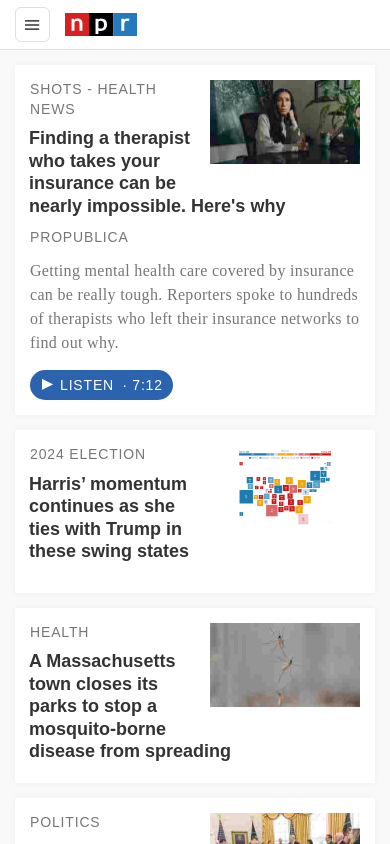 npr
SHOTS - HEALTH
NEWS
Finding a therapist
who takes your
insurance can be
nearly impossible. Here's why
PROPUBLICA
Getting mental health care covered by insurance
can be really tough. Reporters spoke to hundreds
of therapists who left their insurance networks to
find out why.
LISTEN · 7:12
2024 ELECTION
Harris’ momentum
continues as she
ties with Trump in
these swing states
HEALTH
A Massachusetts
town closes its
parks to stop a
mosquito-borne
disease from spreading
POLITICS